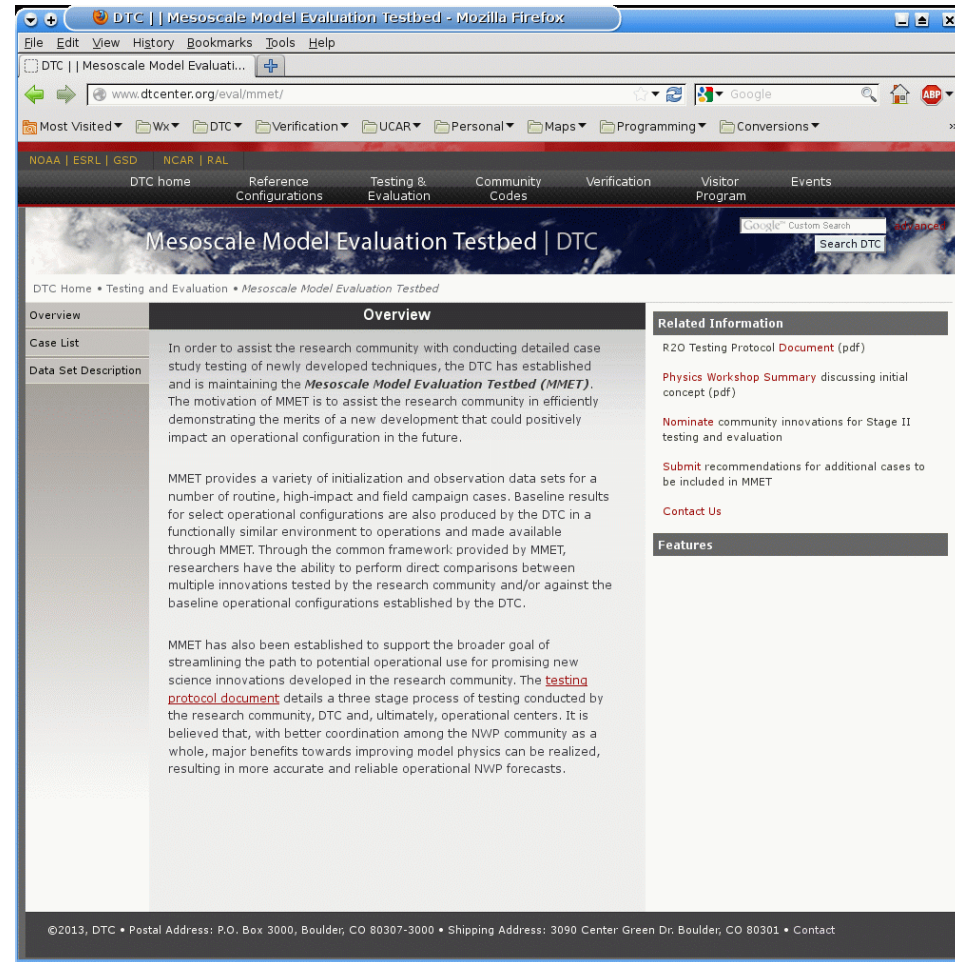 DTC | | Mesoscale Model Evaluation Testbed - Mozilla Firefox
File Edit View History Bookmarks Tools Help
DTC | | Mesoscale Model Evaluati...
www.dtcenter.org/eval/mmet/
Google
ABP
Most Visited Wx DTC Verification UCAR Personal Maps Programming Conversions »
NOAA | ESRL | GSD NCAR | RAL
DTC home Reference Configurations Testing & Evaluation Community Codes Verification Visitor Program Events
Mesoscale Model Evaluation Testbed | DTC
Google™ Custom Search
enhanced
Search DTC
DTC Home • Testing and Evaluation • Mesoscale Model Evaluation Testbed
Overview
Case List
Data Set Description
Overview
In order to assist the research community with conducting detailed case
study testing of newly developed techniques, the DTC has established
and is maintaining the Mesoscale Model Evaluation Testbed (MMET).
The motivation of MMET is to assist the research community in efficiently
demonstrating the merits of a new development that could positively
impact an operational configuration in the future.
MMET provides a variety of initialization and observation data sets for a
number of routine, high-impact and field campaign cases. Baseline results
for select operational configurations are also produced by the DTC in a
functionally similar environment to operations and made available
through MMET. Through the common framework provided by MMET,
researchers have the ability to perform direct comparisons between
multiple innovations tested by the research community and/or against the
baseline operational configurations established by the DTC.
MMET has also been established to support the broader goal of
streamlining the path to potential operational use for promising new
science innovations developed in the research community. The testing
protocol document details a three stage process of testing conducted by
the research community, DTC and, ultimately, operational centers. It is
believed that, with better coordination among the NWP community as a
whole, major benefits towards improving model physics can be realized,
resulting in more accurate and reliable operational NWP forecasts.
Related Information
R2O Testing Protocol Document (pdf)
Physics Workshop Summary discussing initial
concept (pdf)
Nominate community innovations for Stage II
testing and evaluation
Submit recommendations for additional cases to
be included in MMET
Contact Us
Features
©2013, DTC • Postal Address: P.O. Box 3000, Boulder, CO 80307-3000 • Shipping Address: 3090 Center Green Dr. Boulder, CO 80301 • Contact